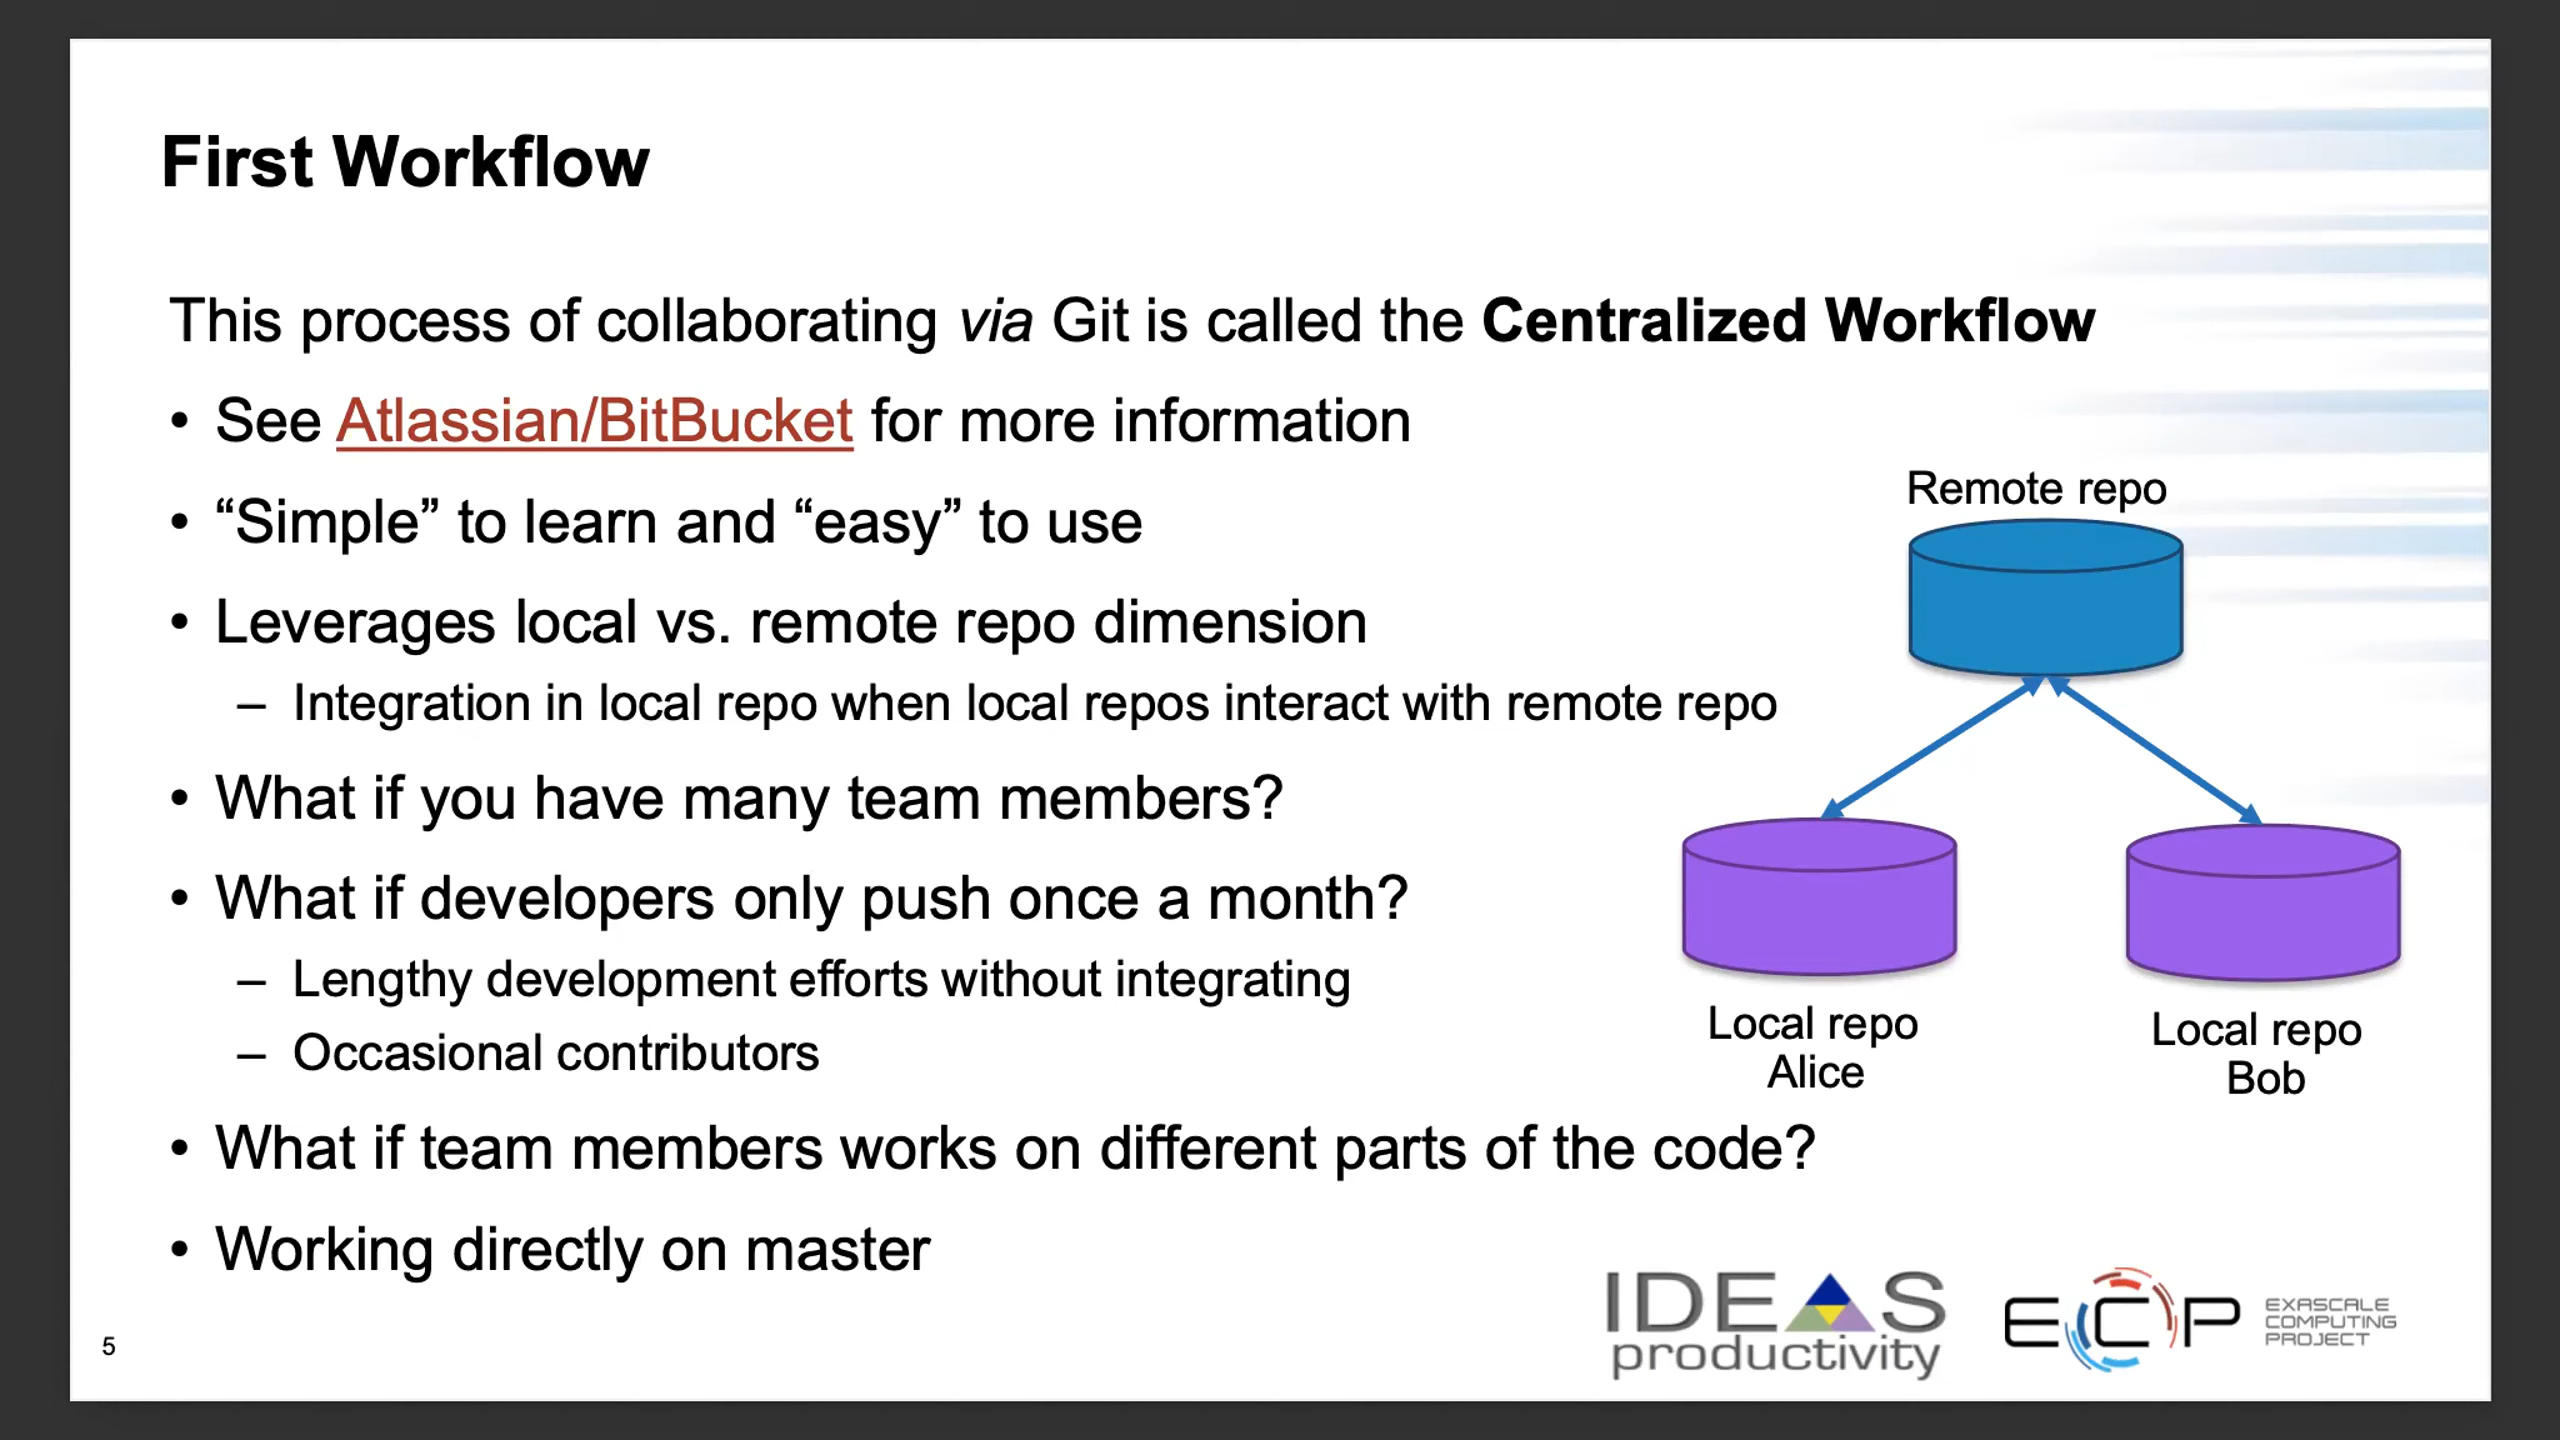 First Workflow
This process of collaborating via Git is called the Centralized Workflow
• See Atlassian/BitBucket for more information
• “Simple” to learn and “easy” to use
• Leverages local vs. remote repo dimension
– Integration in local repo when local repos interact with remote repo
• What if you have many team members?
• What if developers only push once a month?
– Lengthy development efforts without integrating
– Occasional contributors
• What if team members works on different parts of the code?
• Working directly on master
Remote repo
Local repo
Alice
Local repo
Bob
5
IDEAS
productivity
ECP
EXASCALE
COMPUTING
PROJECT